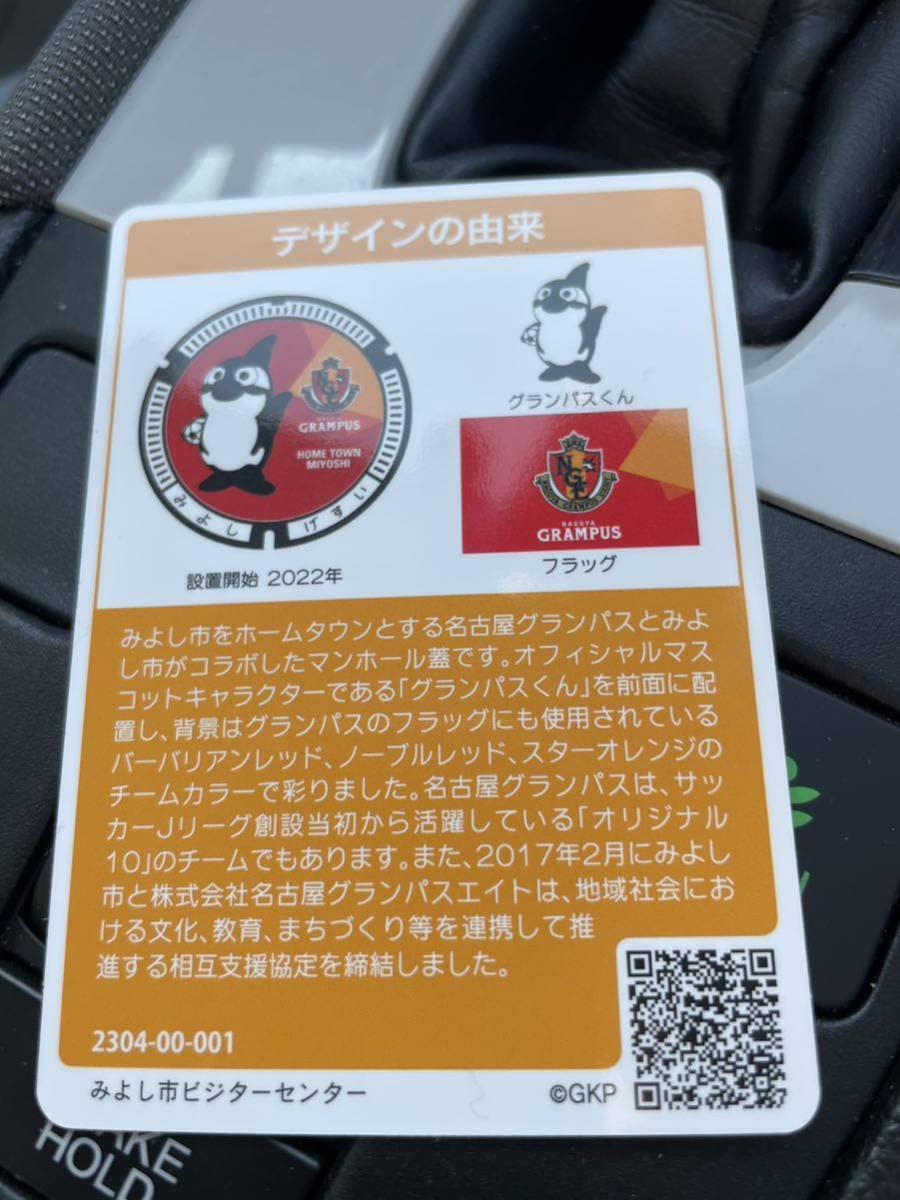 デザインの由来
NAGOYA
GRAMPUS
HOME TOWN
MIYOSHI
みよし
げすい
設置開始 2022年
グランパスくん
NAGOYA
GRAMPUS
フラッグ
みよし市をホームタウンとする名古屋グランパスとみよ
し市がコラボしたマンホール蓋です。オフィシャルマス
コットキャラクターである「グランパスくん」を前面に配
置し、背景はグランパスのフラッグにも使用されている
バーバリアンレッド、ノーブルレッド、スターオレンジの
チームカラーで彩りました。名古屋グランパスは、サッ
カーJリーグ創設当初から活躍している「オリジナル
10」のチームでもあります。また、2017年2月にみよし
市と株式会社名古屋グランパスエイトは、地域社会にお
ける文化、教育、まちづくり等を連携して推
進する相互支援協定を締結しました。
2304-00-001
みよし市ビジターセンター
©GKP
HOLD